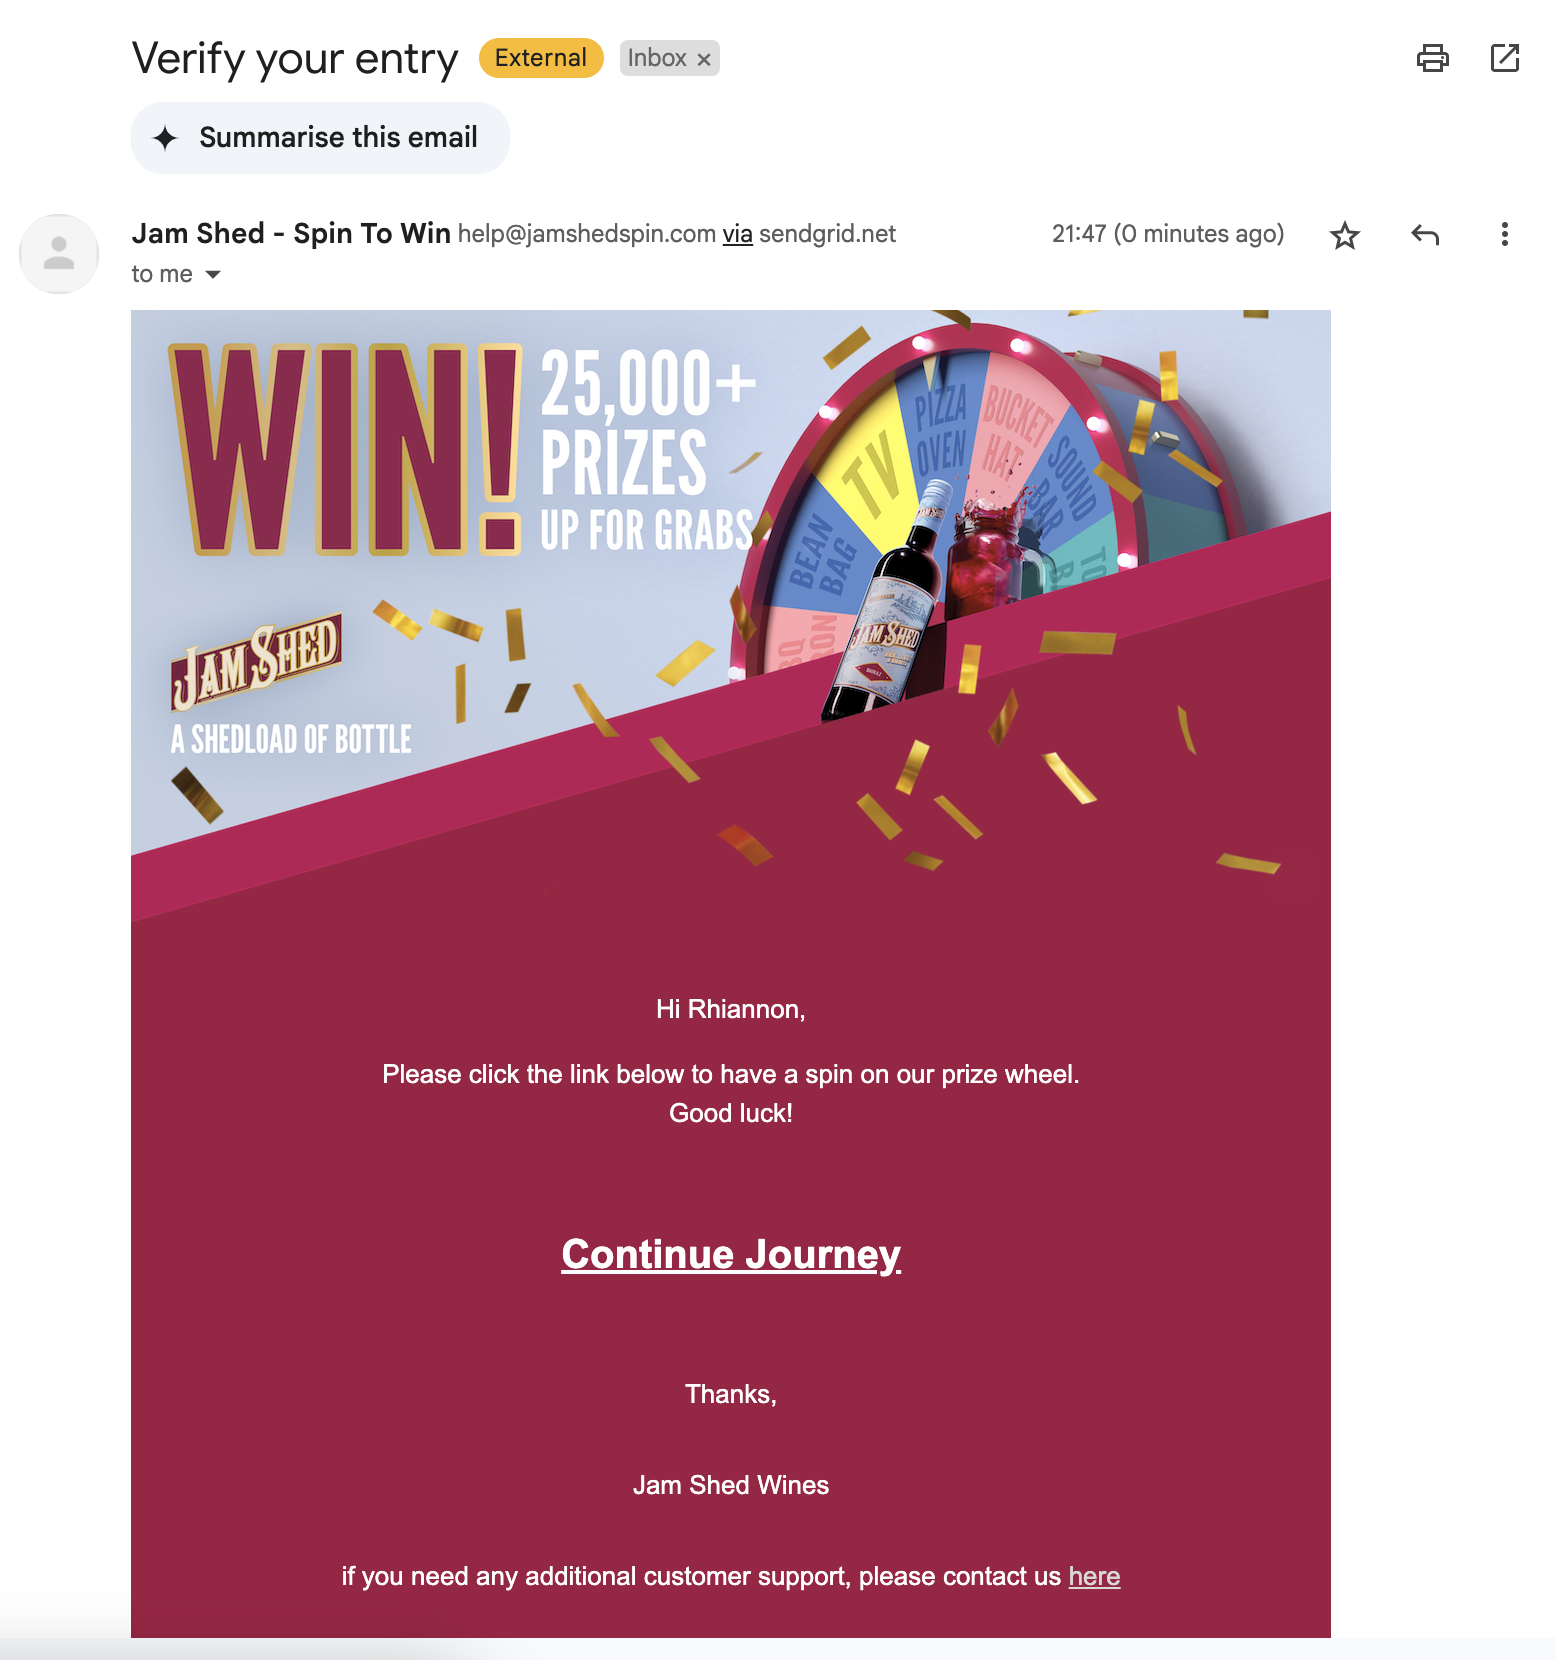 Verify your entry External Inbox ×
Summarise this email
Jam Shed - Spin To Win help@jamshedspin.com via sendgrid.net 21:47 (0 minutes ago)
to me
WIN! 25,000+
PRIZES
UP FOR GRABS
TV
PIZZA
OVEN
BUCKET
HAT
SOUND
BAR
BEAN
BAG
JAM SHED
JAM SHED
A SHEDLOAD OF BOTTLE
Hi Rhiannon,
Please click the link below to have a spin on our prize wheel.
Good luck!
Continue Journey
Thanks,
Jam Shed Wines
if you need any additional customer support, please contact us here